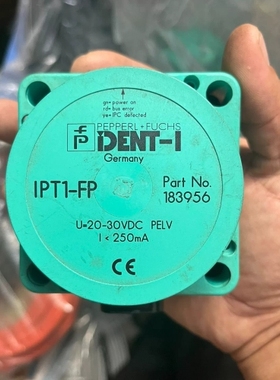 gn= power on
rd= bus error
ye= IPC detected
PEPPERL+FUCHS
IDENT-I
Germany
IPT1-FP
Part No.
183956
U=20-30VDC PELV
I < 250mA
CE